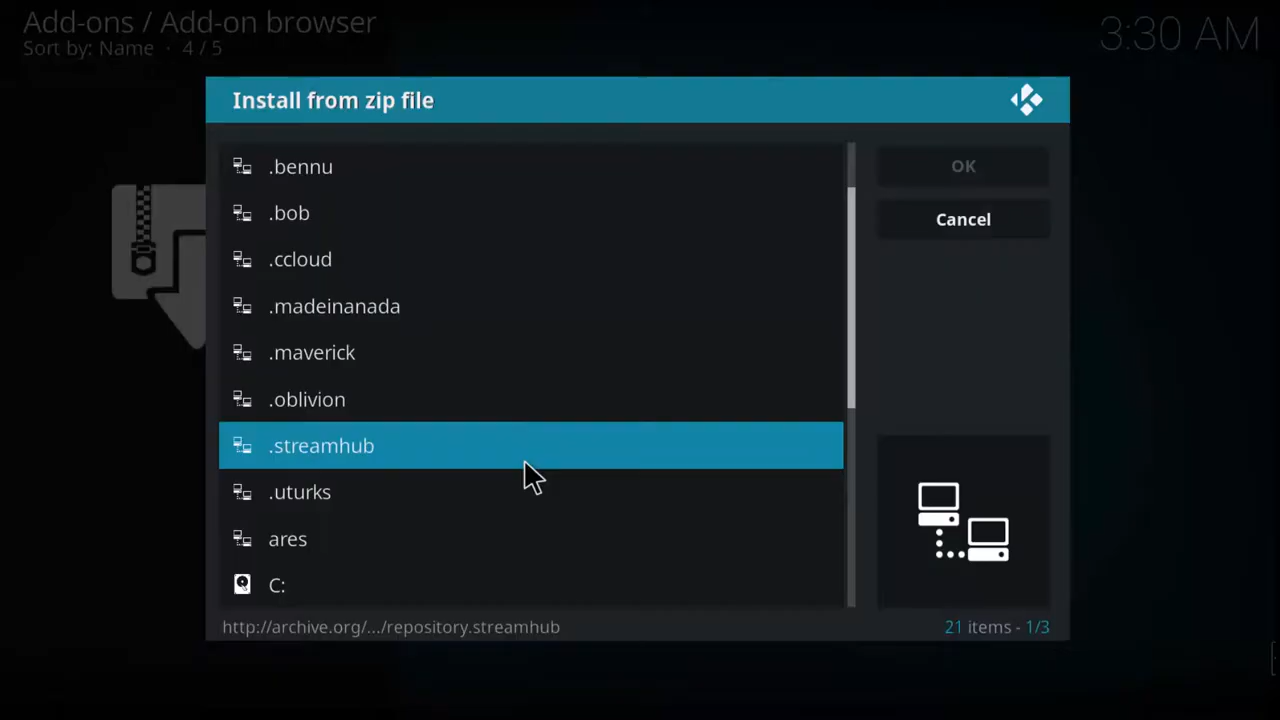 Add-ons / Add-on browser
Sort by: Name · 4 / 5
3:30 AM
Install from zip file
.bennu
.bob
.ccloud
.madeinanada
.maverick
.oblivion
.streamhub
.uturks
ares
C:
OK
Cancel
http://archive.org/.../repository.streamhub
21 items - 1/3